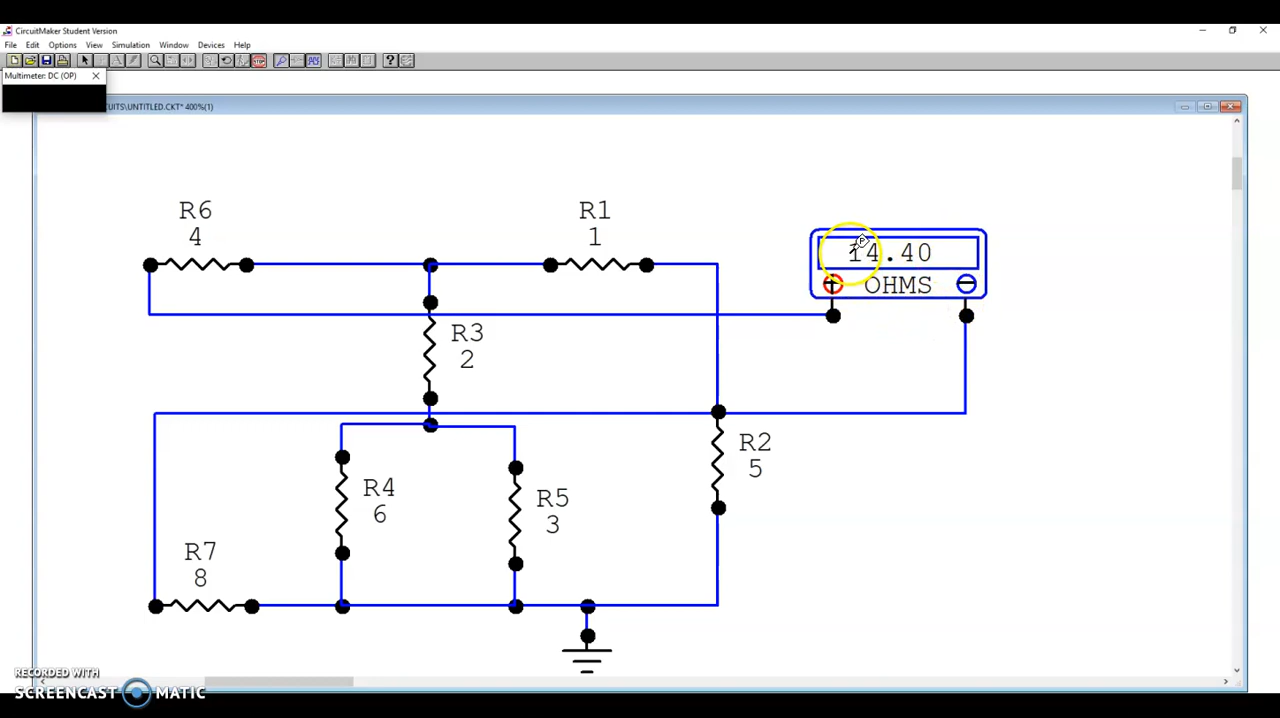 CircuitMaker Student Version
File Edit Options View Simulation Window Devices Help
Multimeter: DC (OP)
UITS\UNTITLED.CKT* 400%(1)
R6
4
R1
1
14.40
OHMS
R3
2
R2
5
R4
6
R5
3
R7
8
RECORDED WITH
SCREENCAST MATIC